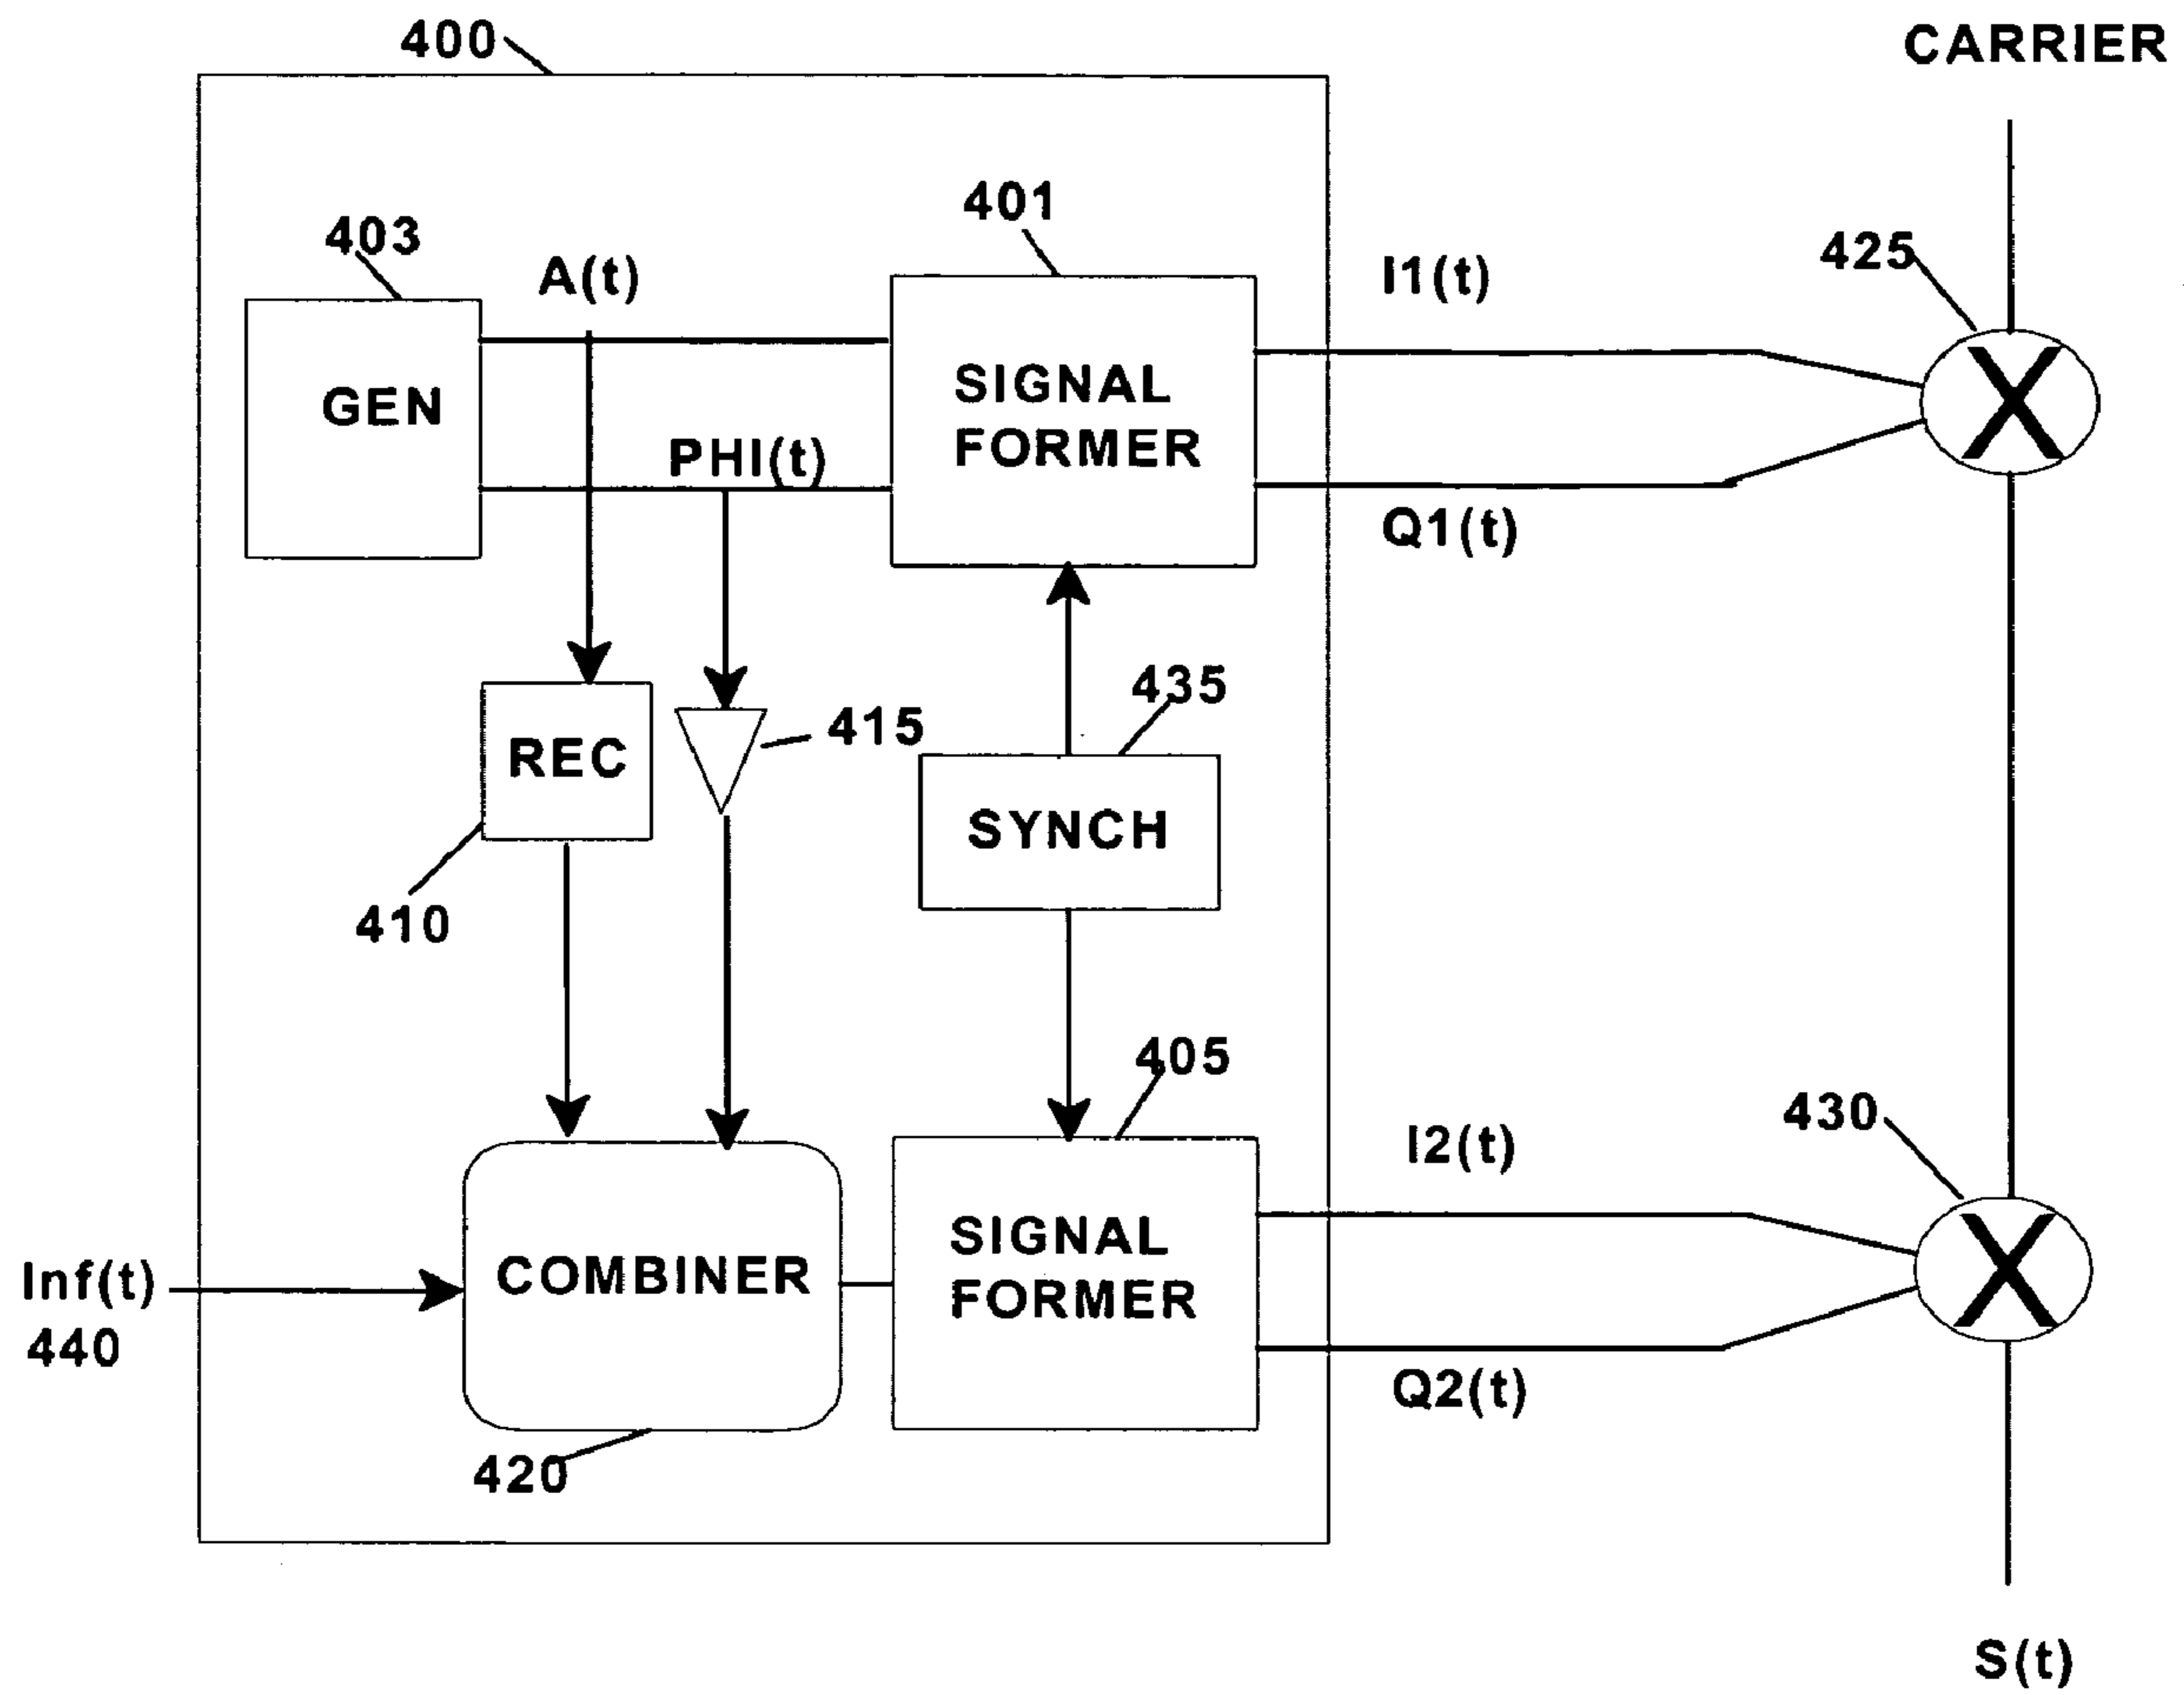 400
CARRIER
401
403
A(t)
I1(t)
425
GEN
SIGNAL
FORMER
X
PHI(t)
Q1(t)
435
REC
415
SYNCH
410
405
430
I2(t)
SIGNAL
FORMER
X
Inf(t)
440
COMBINER
Q2(t)
420
S(t)